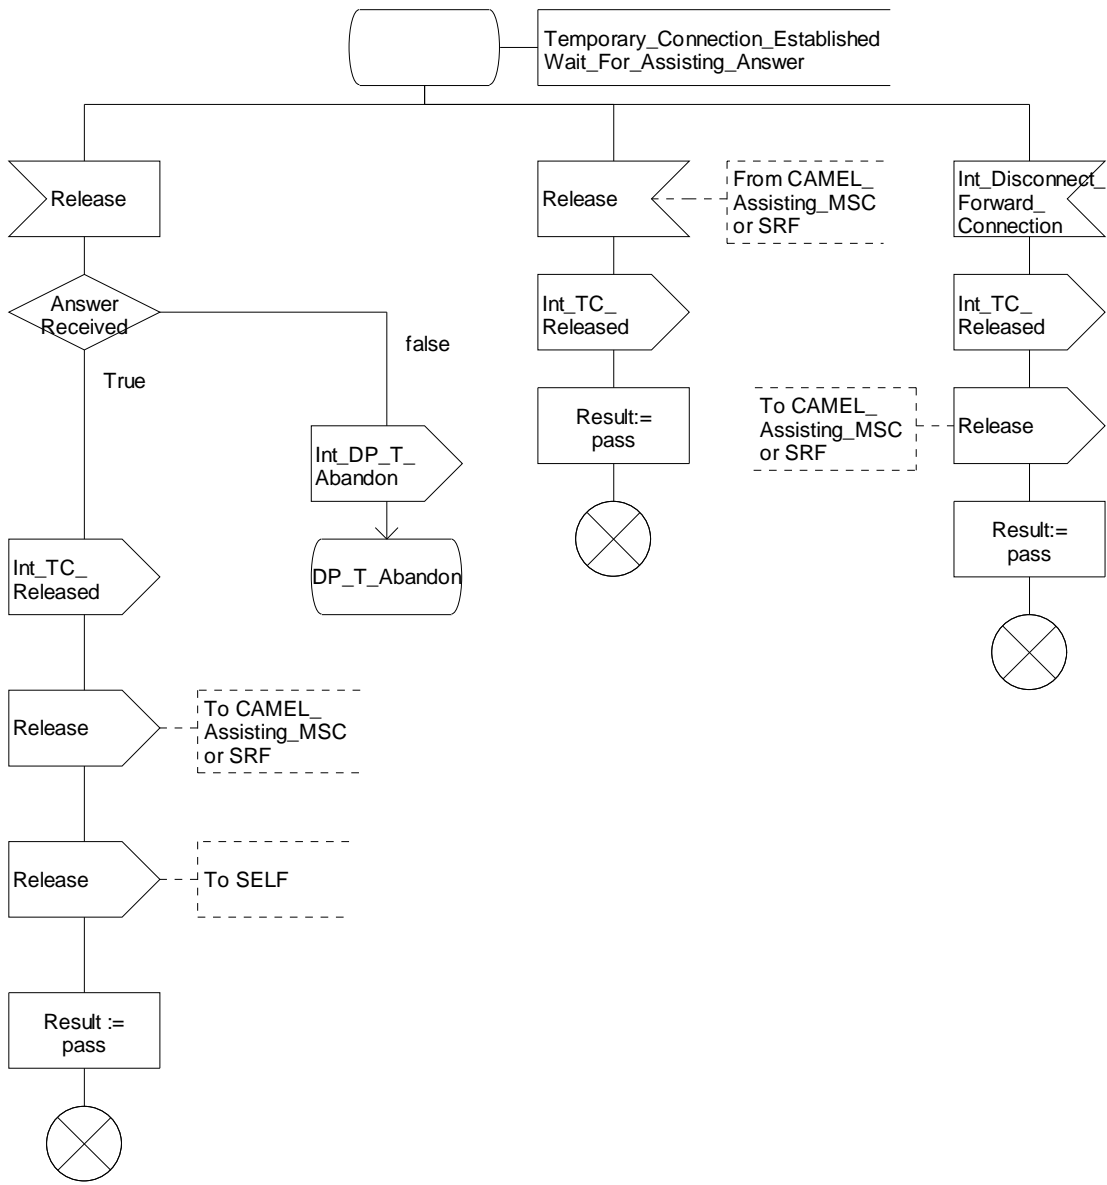 Temporary_Connection_Established
Wait_For_Assisting_Answer
Release
Answer
Received
false
True
Int_DP_T_
Abandon
DP_T_Abandon
Int_TC_
Released
Release
To CAMEL_
Assisting_MSC
or SRF
Release
To SELF
Result :=
pass
Release
From CAMEL_
Assisting_MSC
or SRF
Int_TC_
Released
Result:=
pass
Int_Disconnect_
Forward_
Connection
Int_TC_
Released
To CAMEL_
Assisting_MSC
or SRF
Release
Result:=
pass